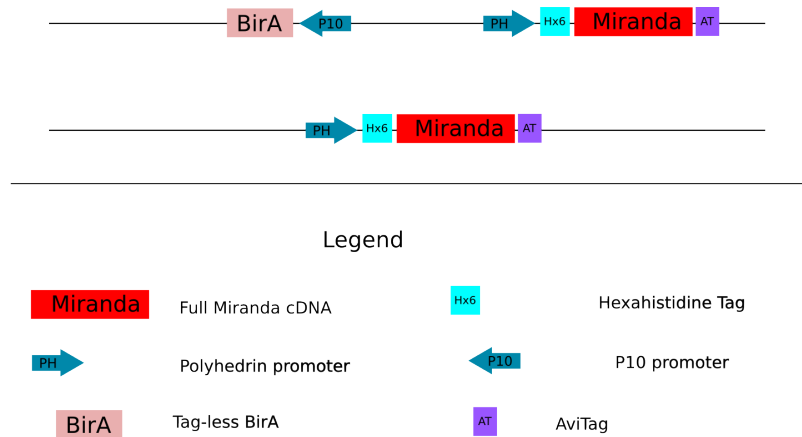 BirA P10 PH Hx6 Miranda AT
PH Hx6 Miranda AT
Legend
Miranda Full Miranda cDNA Hx6 Hexahistidine Tag
PH Polyhedrin promoter P10 P10 promoter
BirA Tag-less BirA AT AviTag